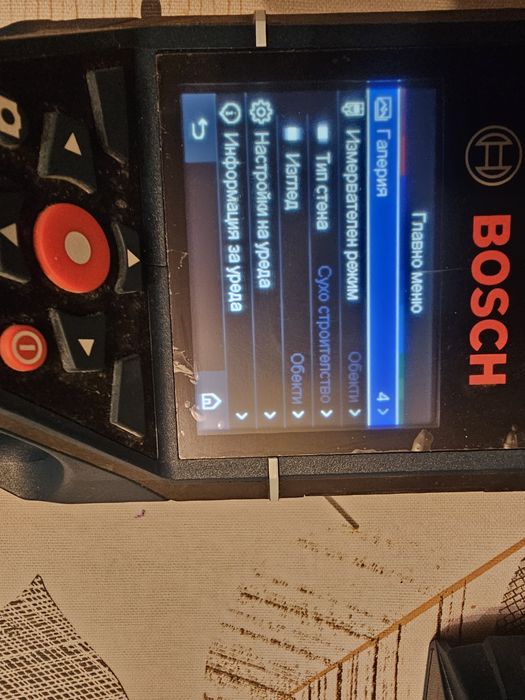 BOSCH
Главно меню
Галерия 4
Измервателен режим Обекти
Тип стена Сухо строителство
Изглед Обекти
Настройки на уреда
Информация за уреда